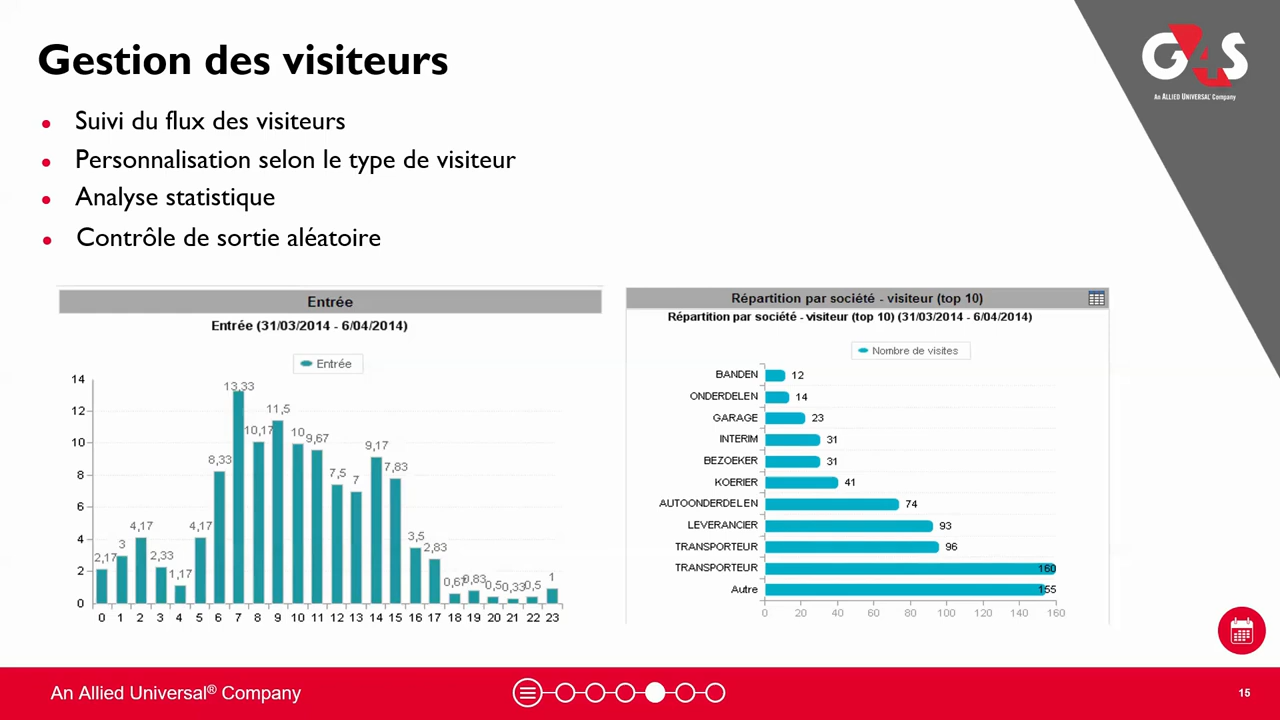 Gestion des visiteurs
G4S
An ALLIED UNIVERSAL® Company
Suivi du flux des visiteurs
Personnalisation selon le type de visiteur
Analyse statistique
Contrôle de sortie aléatoire
Entrée
Entrée (31/03/2014 - 6/04/2014)
Entrée
14
12
10
8
6
4
2
0
2,17
3
4,17
2,33
1,17
4,17
8,33
13,33
10,17
11,5
10
9,67
7,5
7
9,17
7,83
3,5
2,83
0,67
0,83
0,5
0,33
0,5
1
0 1 2 3 4 5 6 7 8 9 10 11 12 13 14 15 16 17 18 19 20 21 22 23
Répartition par société - visiteur (top 10)
Répartition par société - visiteur (top 10) (31/03/2014 - 6/04/2014)
Nombre de visites
BANDEN 12
ONDERDELEN 14
GARAGE 23
INTERIM 31
BEZOEKER 31
KOERIER 41
AUTOONDERDELEN 74
LEVERANCIER 93
TRANSPORTEUR 96
TRANSPORTEUR 160
Autre 155
0 20 40 60 80 100 120 140 160
An Allied Universal® Company
15